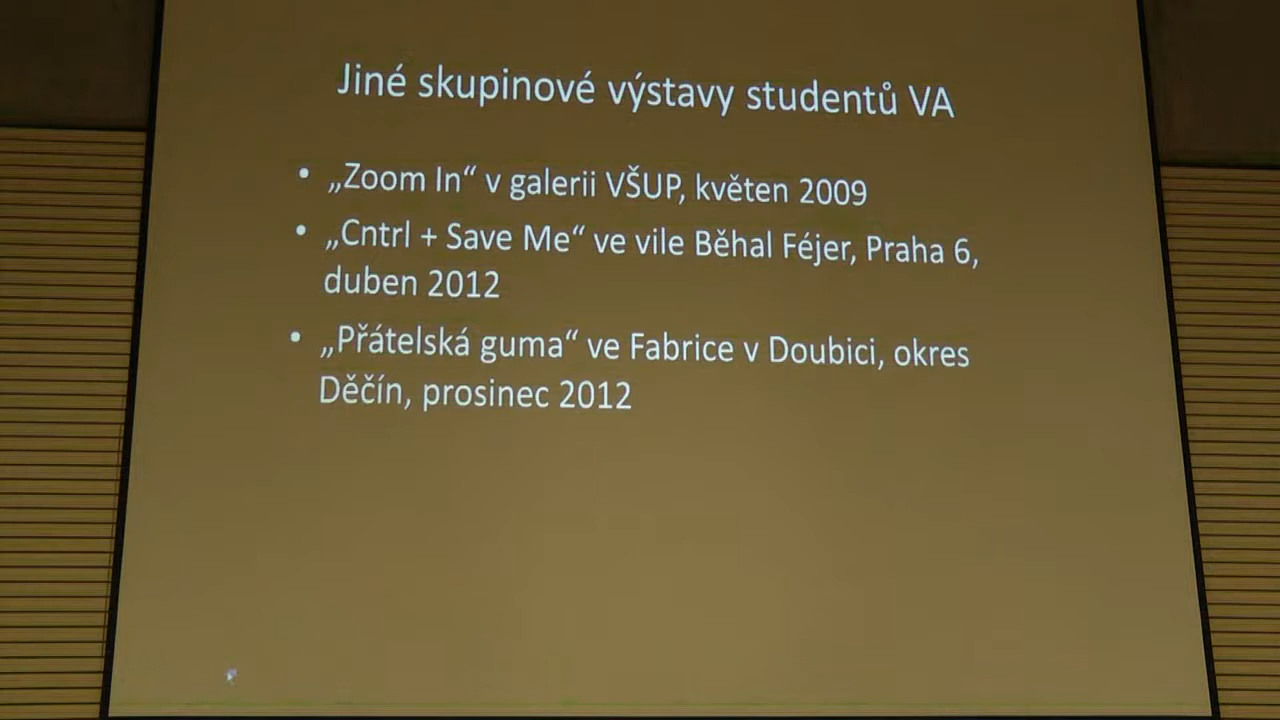 Jiné skupinové výstavy studentů VA
• „Zoom In“ v galerii VŠUP, květen 2009
• „Cntrl + Save Me“ ve vile Běhal Féjer, Praha 6,
duben 2012
• „Přátelská guma“ ve Fabrice v Doubici, okres
Děčín, prosinec 2012